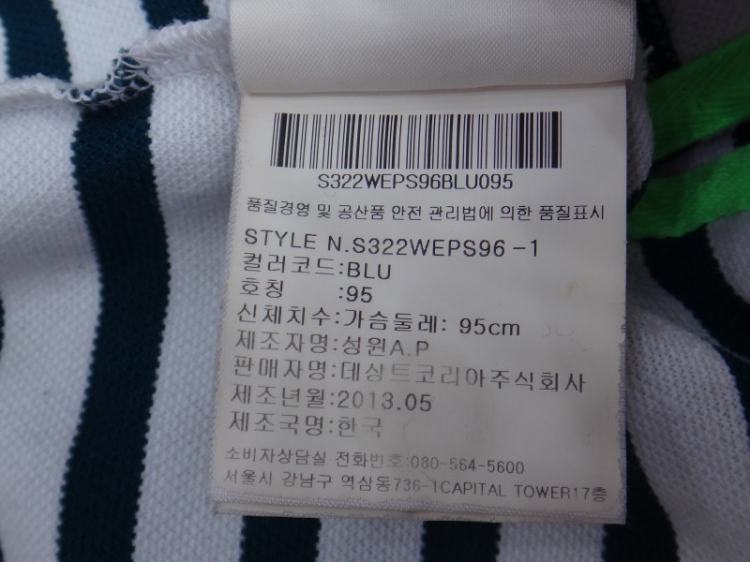 S322WEPS96BLU095
품질경영 및 공산품 안전 관리법에 의한 품질표시
STYLE N.S322WEPS96-1
컬러코드:BLU
호칭 :95
신체치수:가슴둘레: 95cm
제조자명:성원A.P
판매자명:데상트코리아주식회사
제조년월:2013.05
제조국명:한국
소비자상담실 전화번호:080-564-5600
서울시 강남구 역삼동736-1CAPITAL TOWER17층